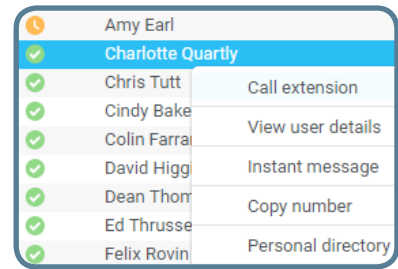 Amy Earl
Charlotte Quartly
Chris Tutt
Call extension
Cindy Bake
View user details
Colin Farra
David Higgi
Instant message
Dean Thom
Copy number
Ed Thrusse
Felix Rovin
Personal directory